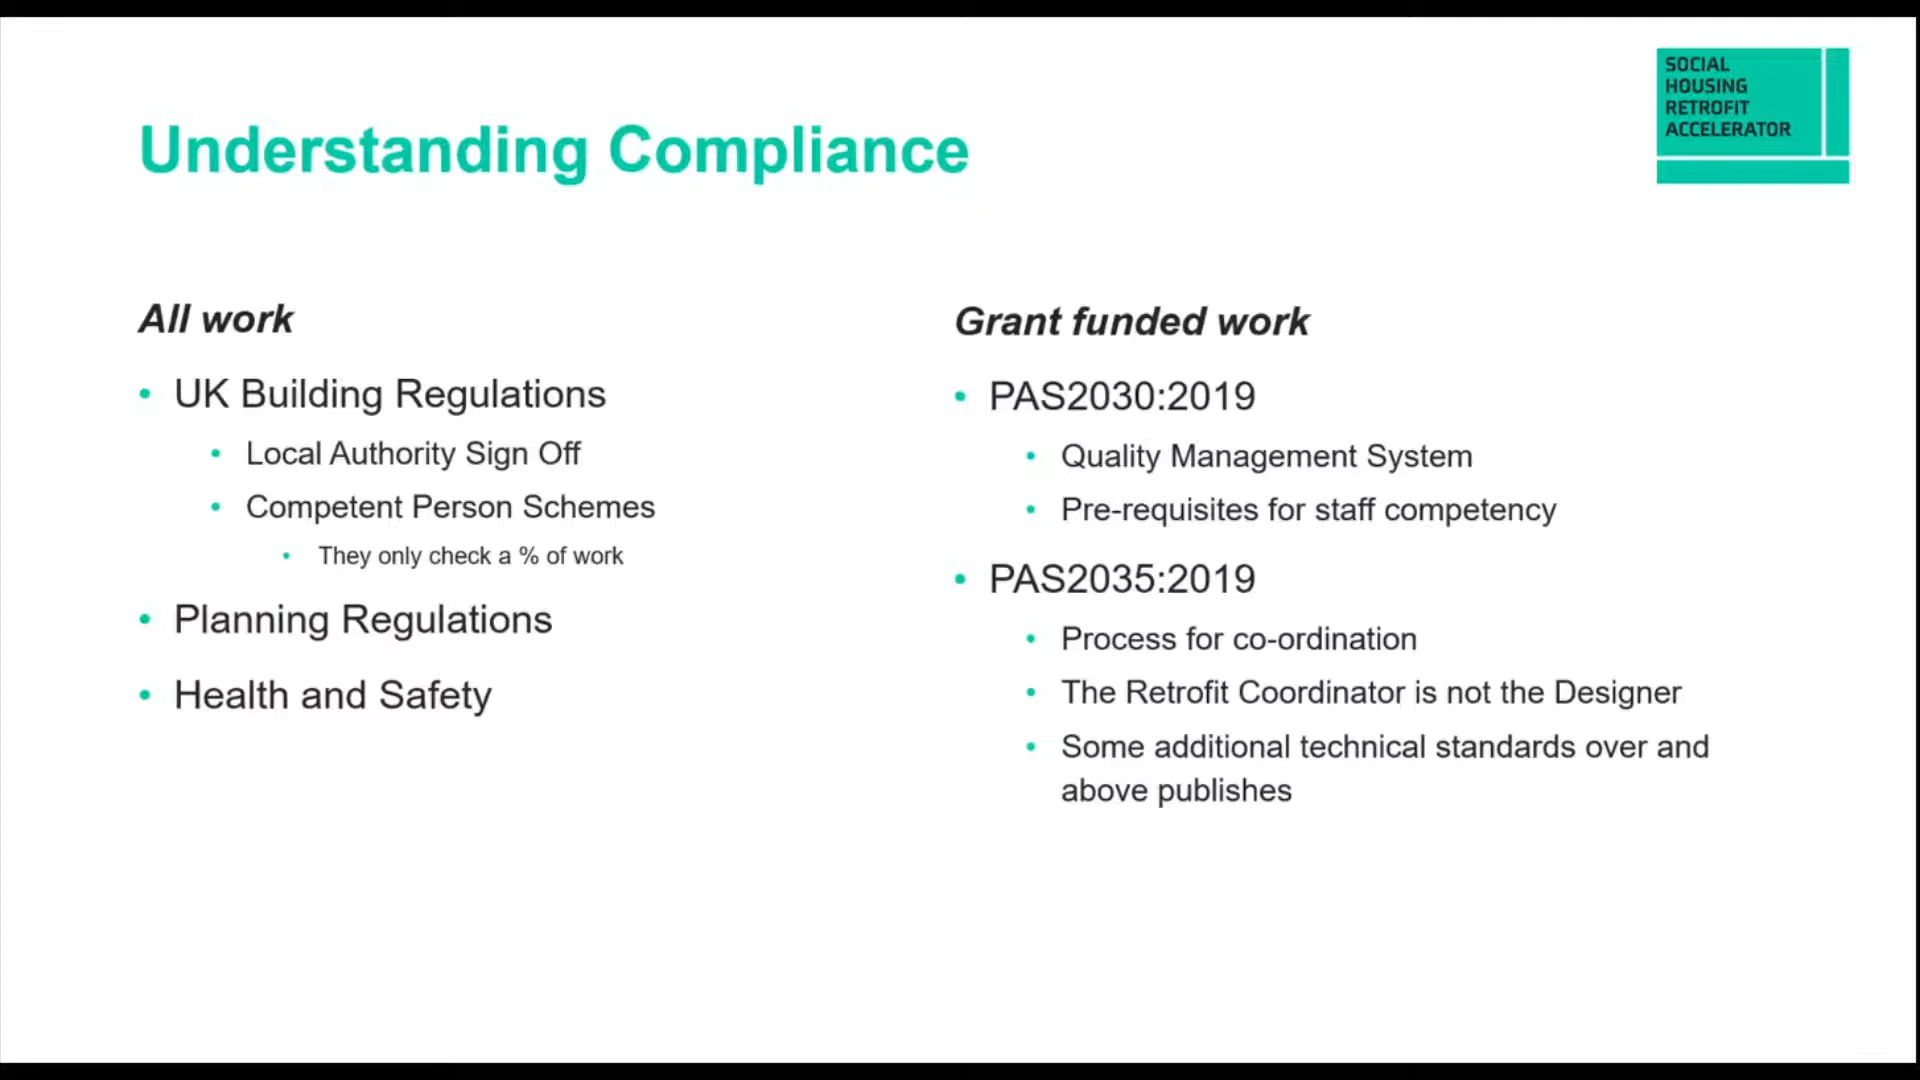 SOCIAL
HOUSING
RETROFIT
ACCELERATOR
Understanding Compliance
All work
• UK Building Regulations
• Local Authority Sign Off
• Competent Person Schemes
• They only check a % of work
• Planning Regulations
• Health and Safety
Grant funded work
• PAS2030:2019
• Quality Management System
• Pre-requisites for staff competency
• PAS2035:2019
• Process for co-ordination
• The Retrofit Coordinator is not the Designer
• Some additional technical standards over and
above publishes